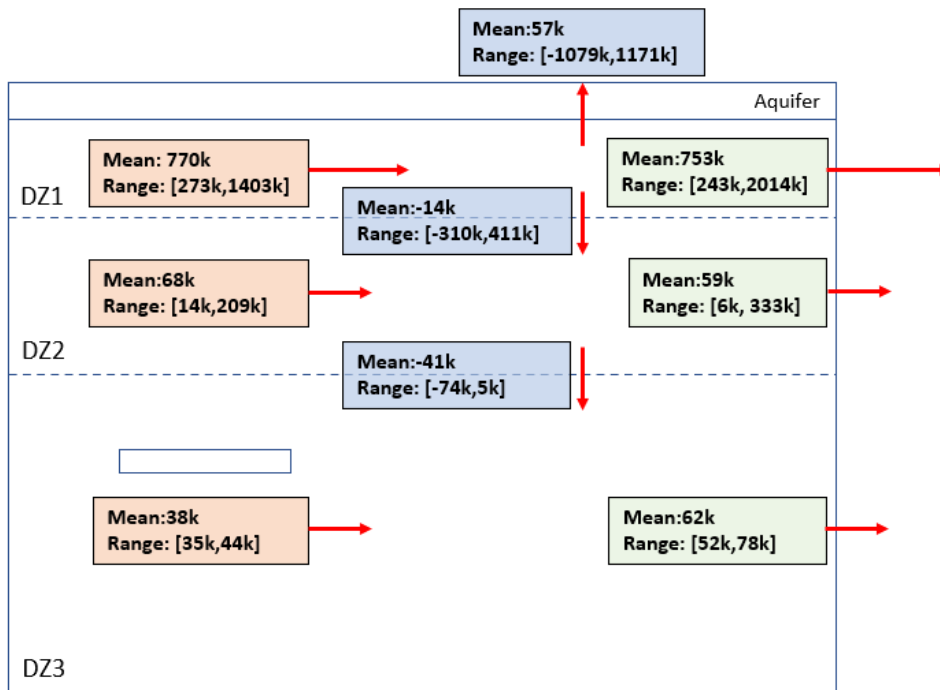 Mean:57k
Range: [-1079k,1171k]
Aquifer
Mean: 770k
Range: [273k,1403k]
Mean:753k
Range: [243k,2014k]
DZ1
Mean:-14k
Range: [-310k,411k]
Mean:68k
Range: [14k,209k]
Mean:59k
Range: [6k, 333k]
DZ2
Mean:-41k
Range: [-74k,5k]
Mean:38k
Range: [35k,44k]
Mean:62k
Range: [52k,78k]
DZ3